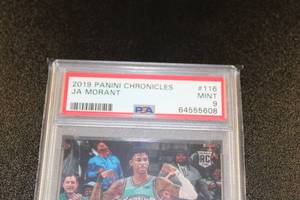 2019 PANINI CHRONICLES #116
JA MORANT MINT
PSA 9
64555608
RC